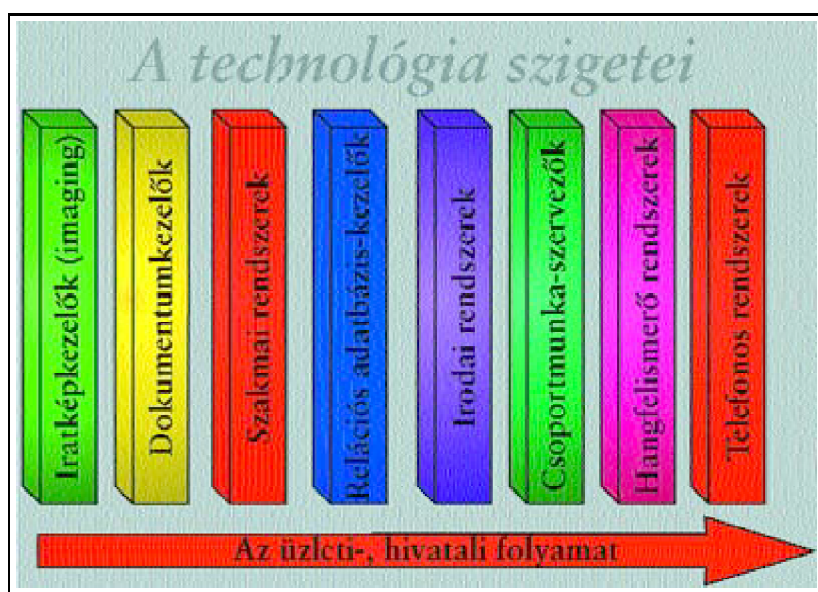 A technológia szigetei
Iratképkezelők (imaging)
Dokumentumkezelők
Szakmai rendszerek
Relációs adatbázis-kezelők
Irodai rendszerek
Csoportmunka-szervezők
Hangfelismerő rendszerek
Telefonos rendszerek
Az üzleti-, hivatali folyamat